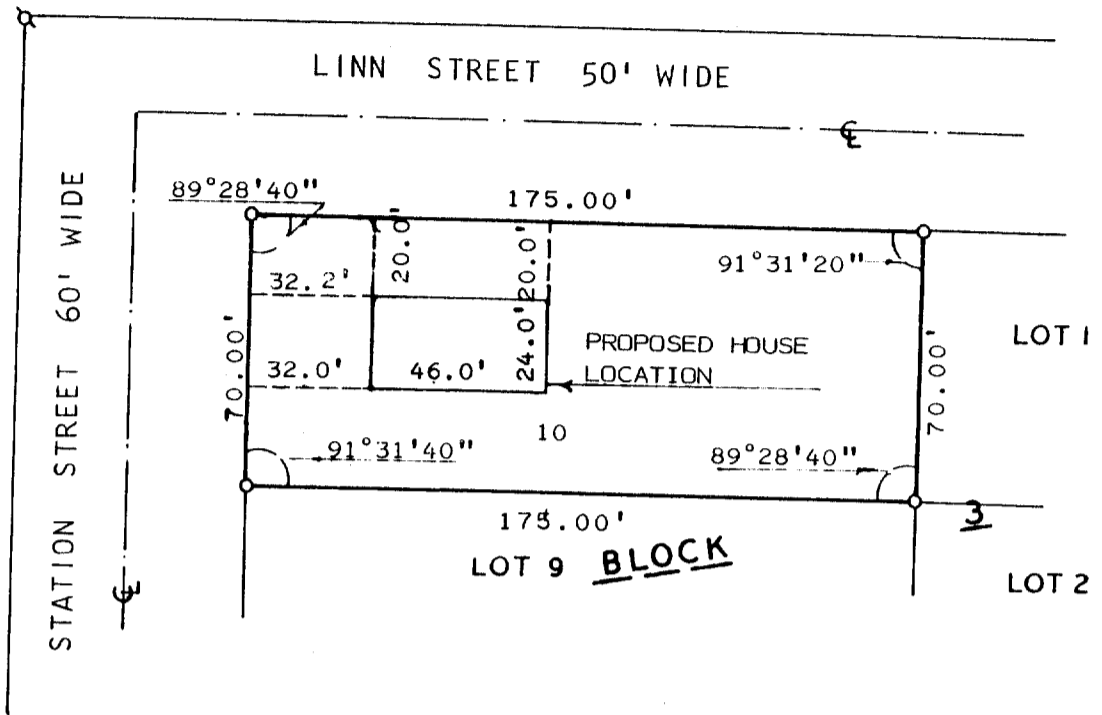 LINN STREET 50' WIDE
℄
STATION STREET 60' WIDE
℄
89°28'40"
175.00'
91°31'20"
20.0'
20.0'
32.2'
LOT 1
70.00'
32.0'
46.0'
24.0'
PROPOSED HOUSE
LOCATION
70.00'
10
91°31'40"
89°28'40"
175.00'
3
LOT 9 BLOCK
LOT 2